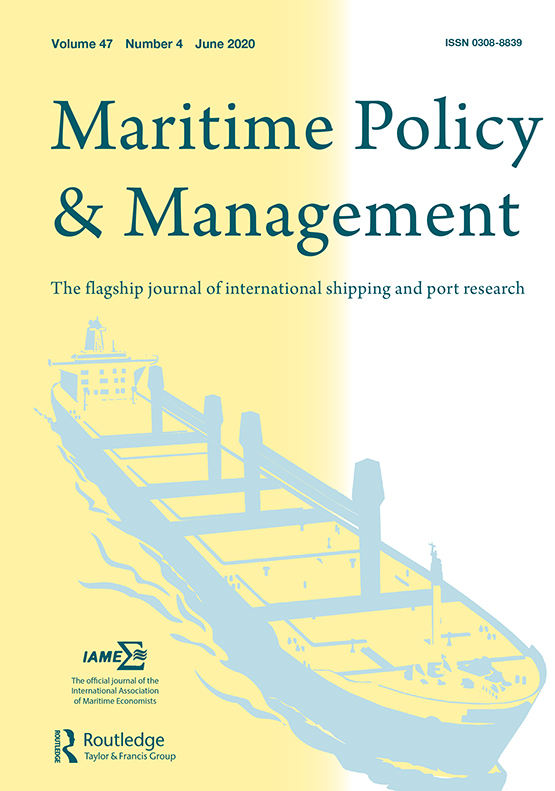 Volume 47 Number 4 June 2020
ISSN 0308-8839
Maritime Policy
& Management
The flagship journal of international shipping and port research
IAME
The official journal of the
International Association
of Maritime Economists
ROUTLEDGE
Routledge
Taylor & Francis Group